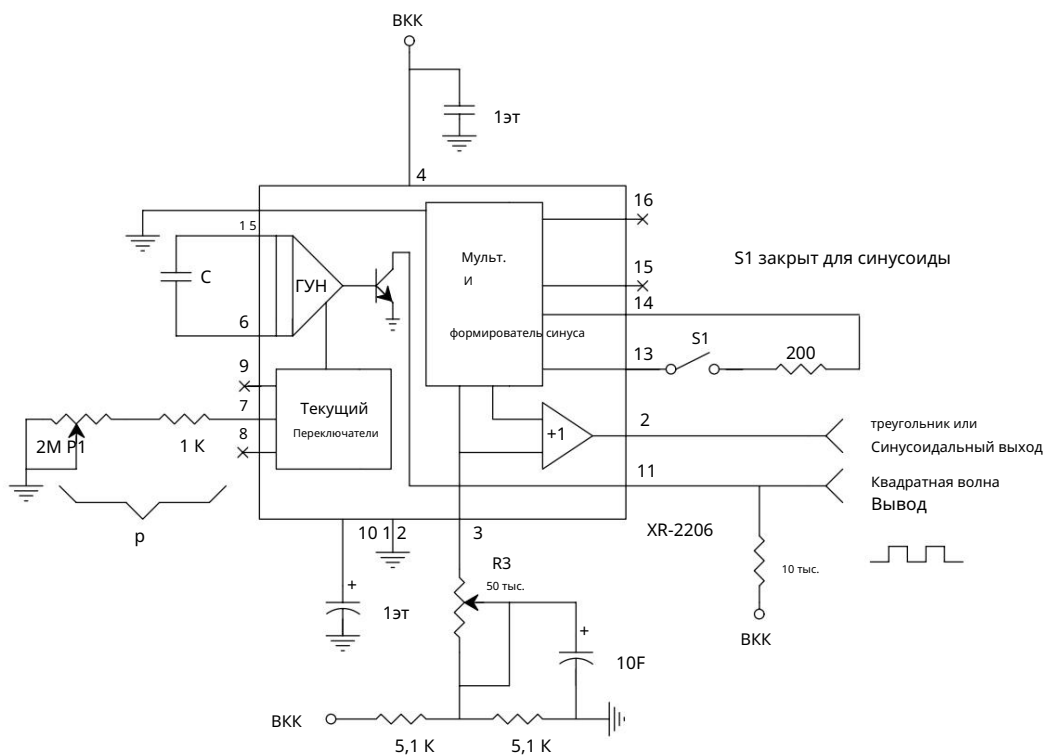 ВКК
1эт
4
16
1 5
Мульт.
И
формирователь синуса
15
S1 закрыт для синусоиды
С
ГУН
14
6
S1
13
200
9
Текущий
Переключатели
7
8
2М Р1
1 К
+1
2
треугольник или
Синусоидальный выход
11
Квадратная волна
Вывод
р
10 1 2
3
XR-2206
R3
50 тыс.
10 тыс.
+
1эт
ВКК
+
10F
ВКК
5,1 К
5,1 К